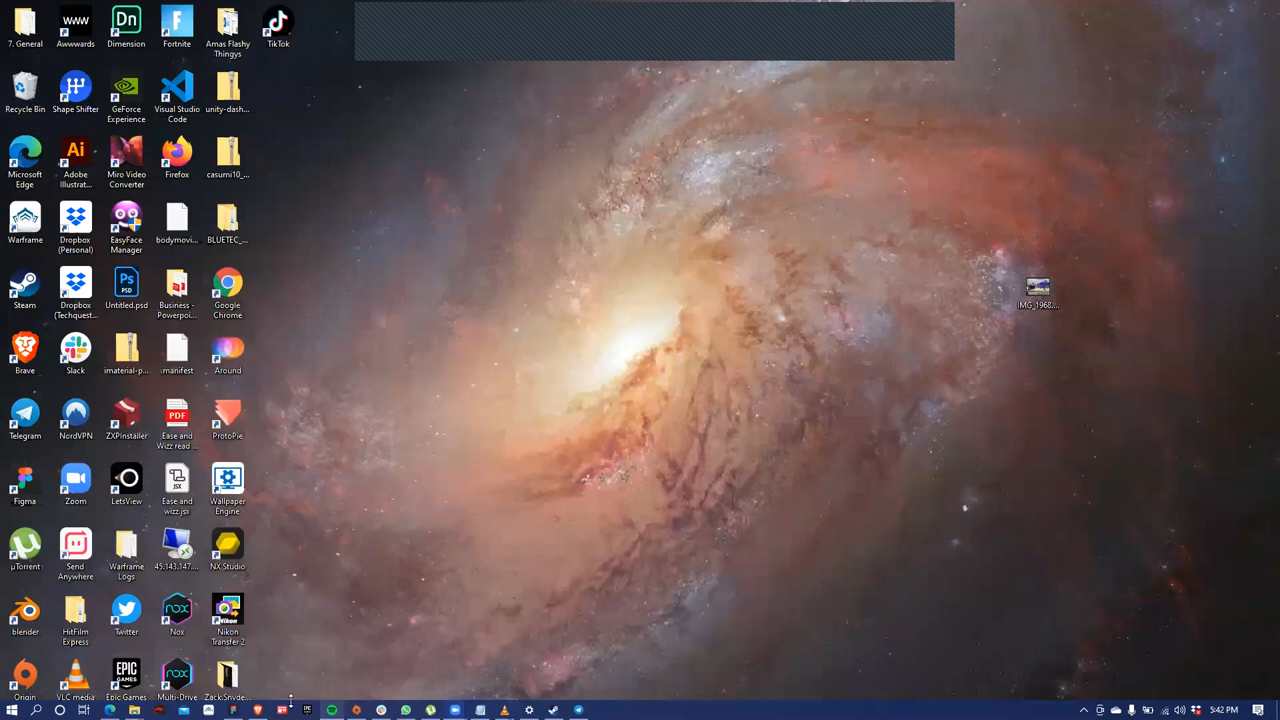 7. General
Awwwards
Dimension
Fortnite
Amas Flashy
Thingys
TikTok
Recycle Bin
Shape Shifter
GeForce
Experience
Visual Studio
Code
unity-dash...
Microsoft
Edge
Adobe
Illustrat...
Miro Video
Converter
Firefox
casumi10_...
Warframe
Dropbox
(Personal)
EasyFace
Manager
bodymovi...
BLUETEC_...
Steam
Dropbox
(Techquest...
Untitled.psd
Business -
Powerpoi...
Google
Chrome
IMG_1968....
Brave
Slack
imaterial-p...
.manifest
Around
Telegram
NordVPN
ZXPInstaller
Ease and
Wizz read ...
ProtoPie
Figma
Zoom
LetsView
Ease and
wizz.jsx
Wallpaper
Engine
µTorrent
Send
Anywhere
Warframe
Logs
45.143.147....
NX Studio
blender
HitFilm
Express
Twitter
Nox
Nikon
Transfer 2
Origin
VLC media
Epic Games
Multi-Drive
Zack.Snyde...
www
Dn
Ai
Ps
PSD
PDF
JSX
nox
Nikon
EPIC
GAMES
nox
5:42 PM